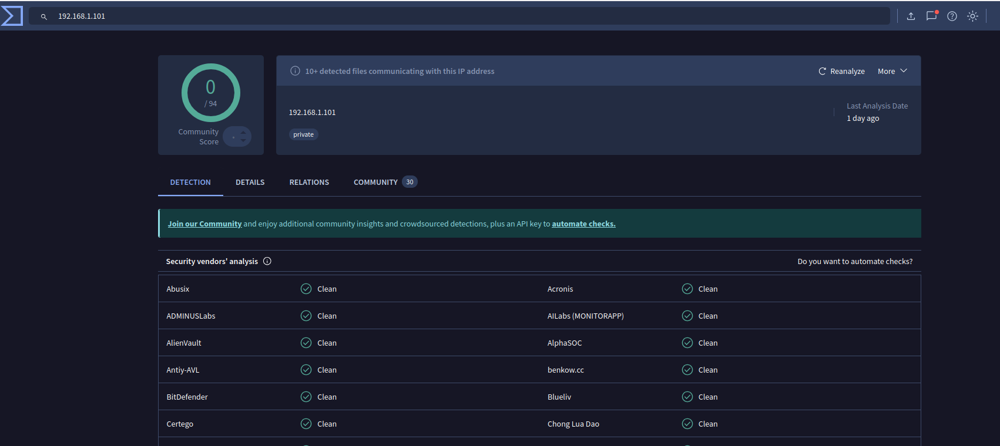 192.168.1.101
0
/ 94
Community
Score
10+ detected files communicating with this IP address
Reanalyze
More
192.168.1.101
private
Last Analysis Date
1 day ago
DETECTION
DETAILS
RELATIONS
COMMUNITY 30
Join our Community and enjoy additional community insights and crowdsourced detections, plus an API key to automate checks.
Security vendors' analysis
Do you want to automate checks?
Abusix Clean Acronis Clean
ADMINUSLabs Clean AILabs (MONITORAPP) Clean
AlienVault Clean AlphaSOC Clean
Antiy-AVL Clean benkow.cc Clean
BitDefender Clean Blueliv Clean
Certego Clean Chong Lua Dao Clean